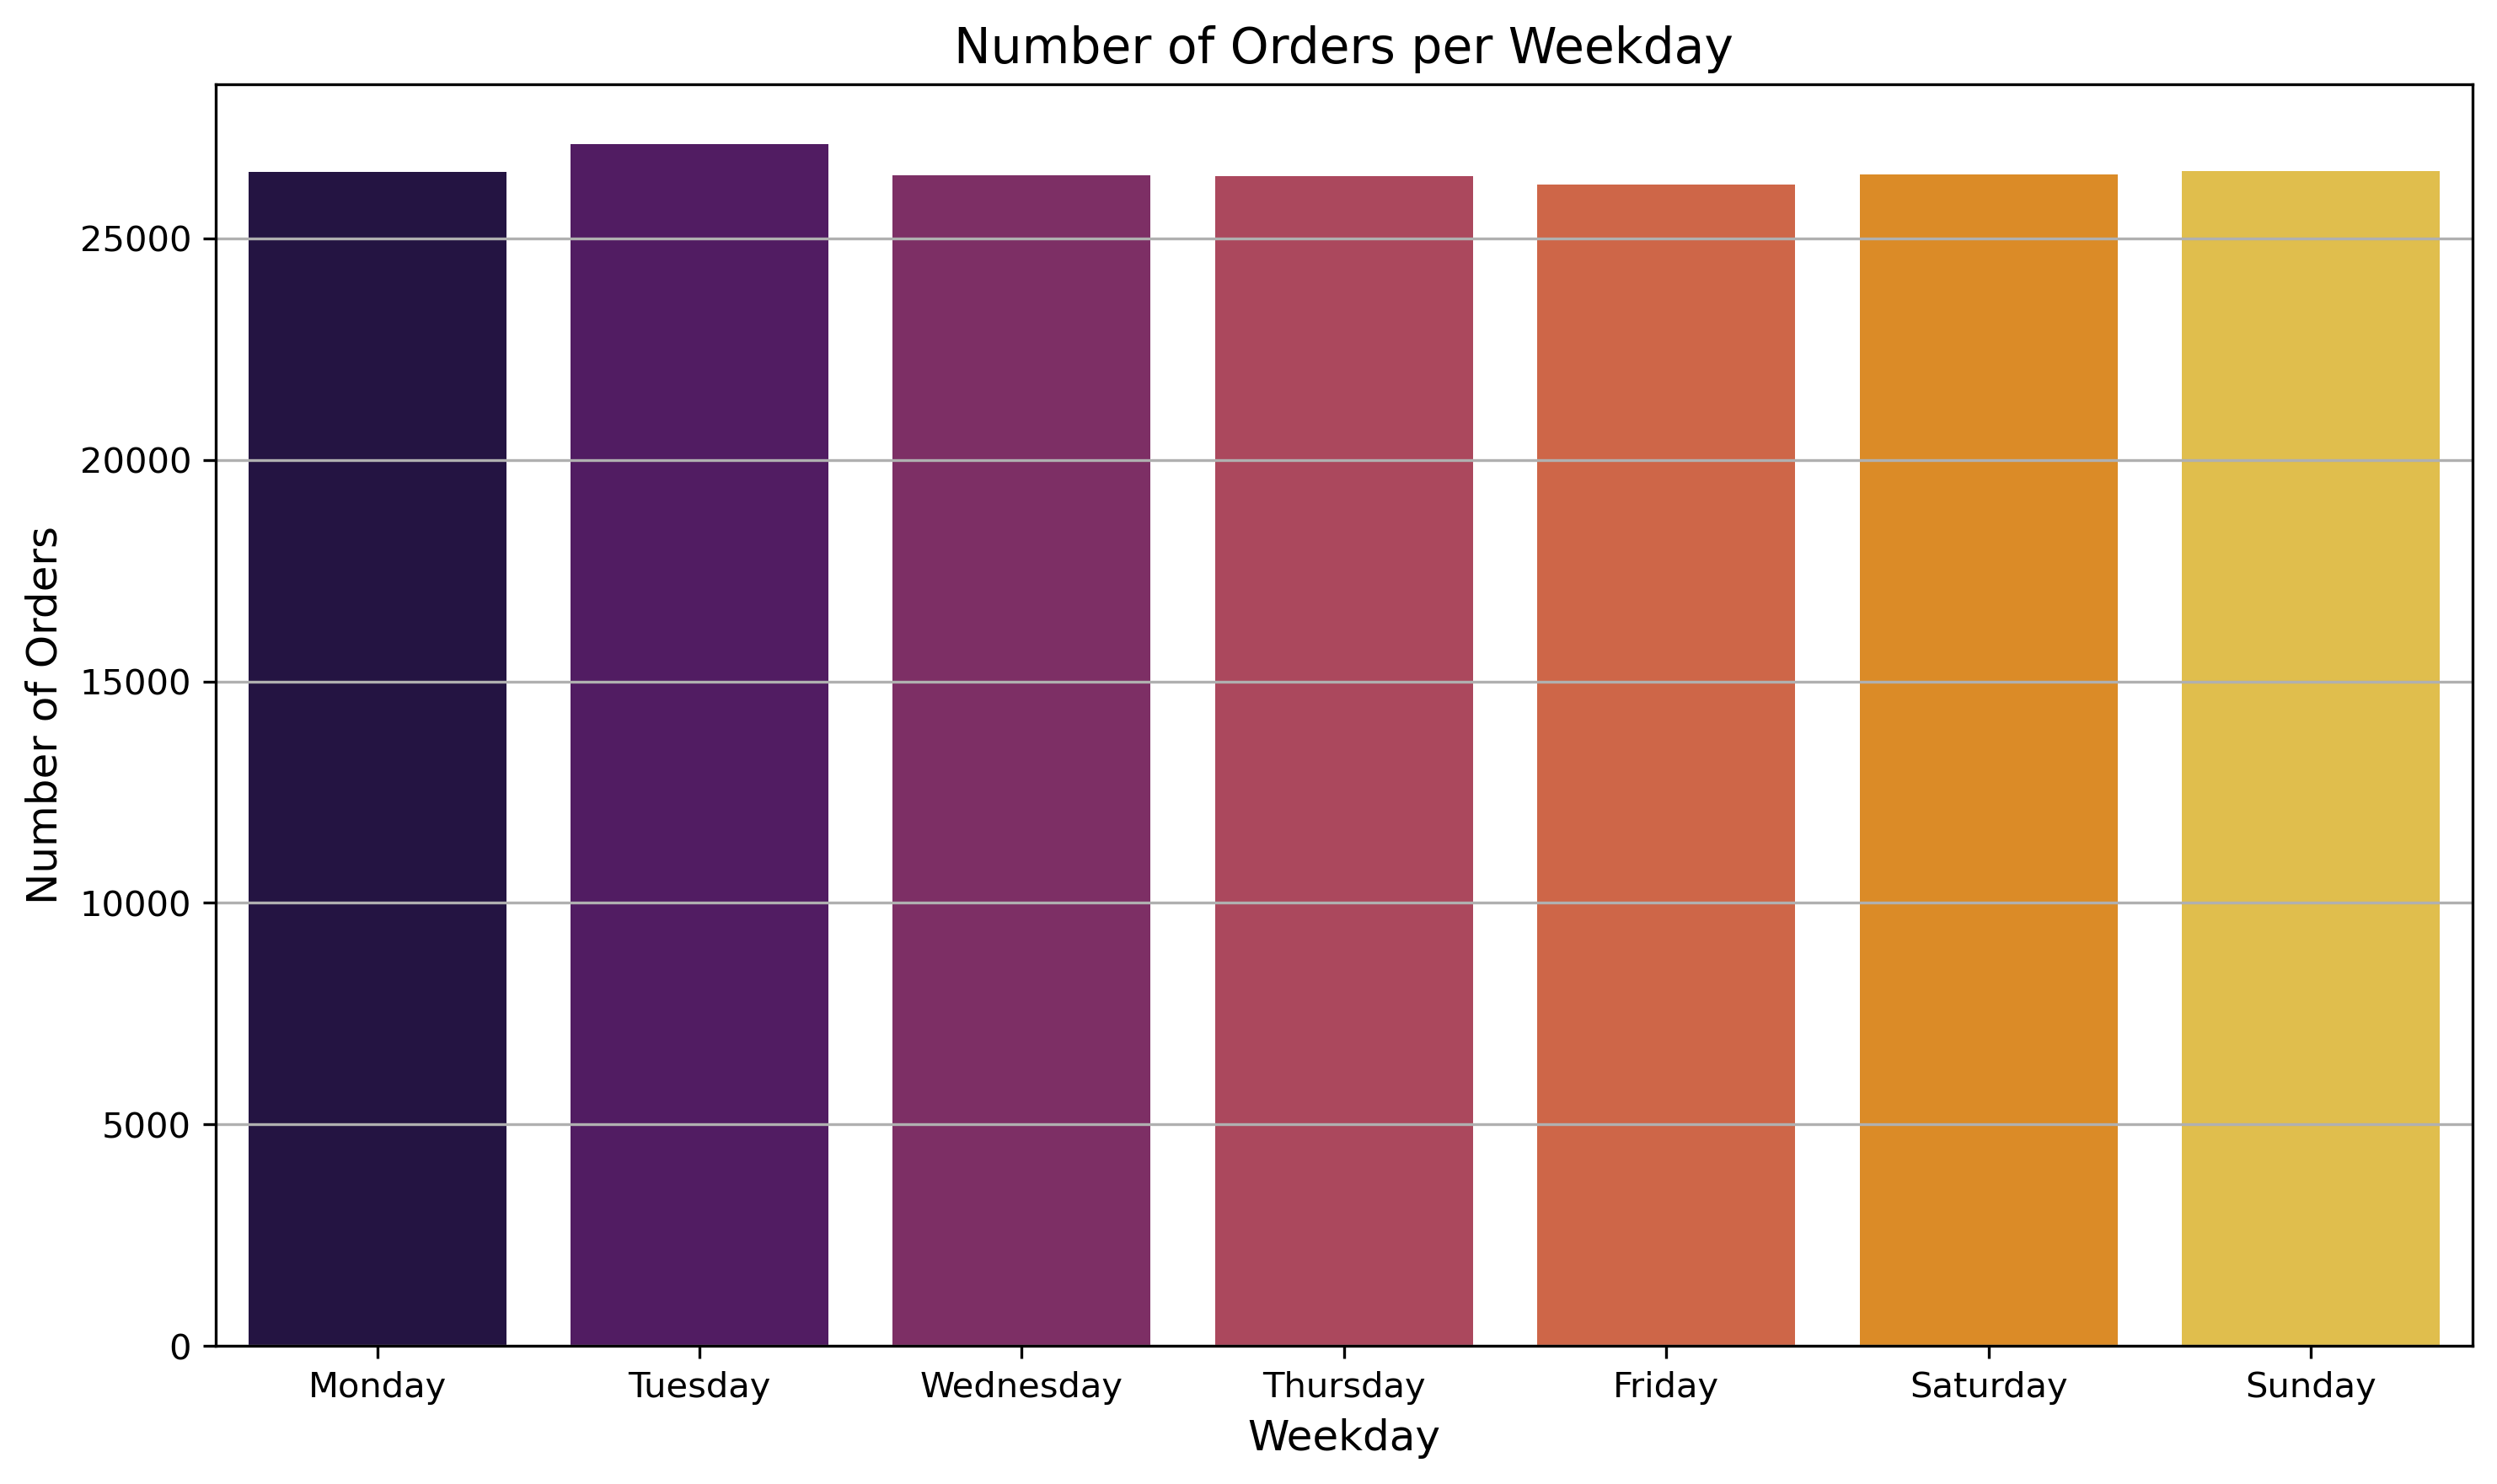 Number of Orders per Weekday
Number of Orders
25000
20000
15000
10000
5000
0
Monday Tuesday Wednesday Thursday Friday Saturday Sunday
Weekday